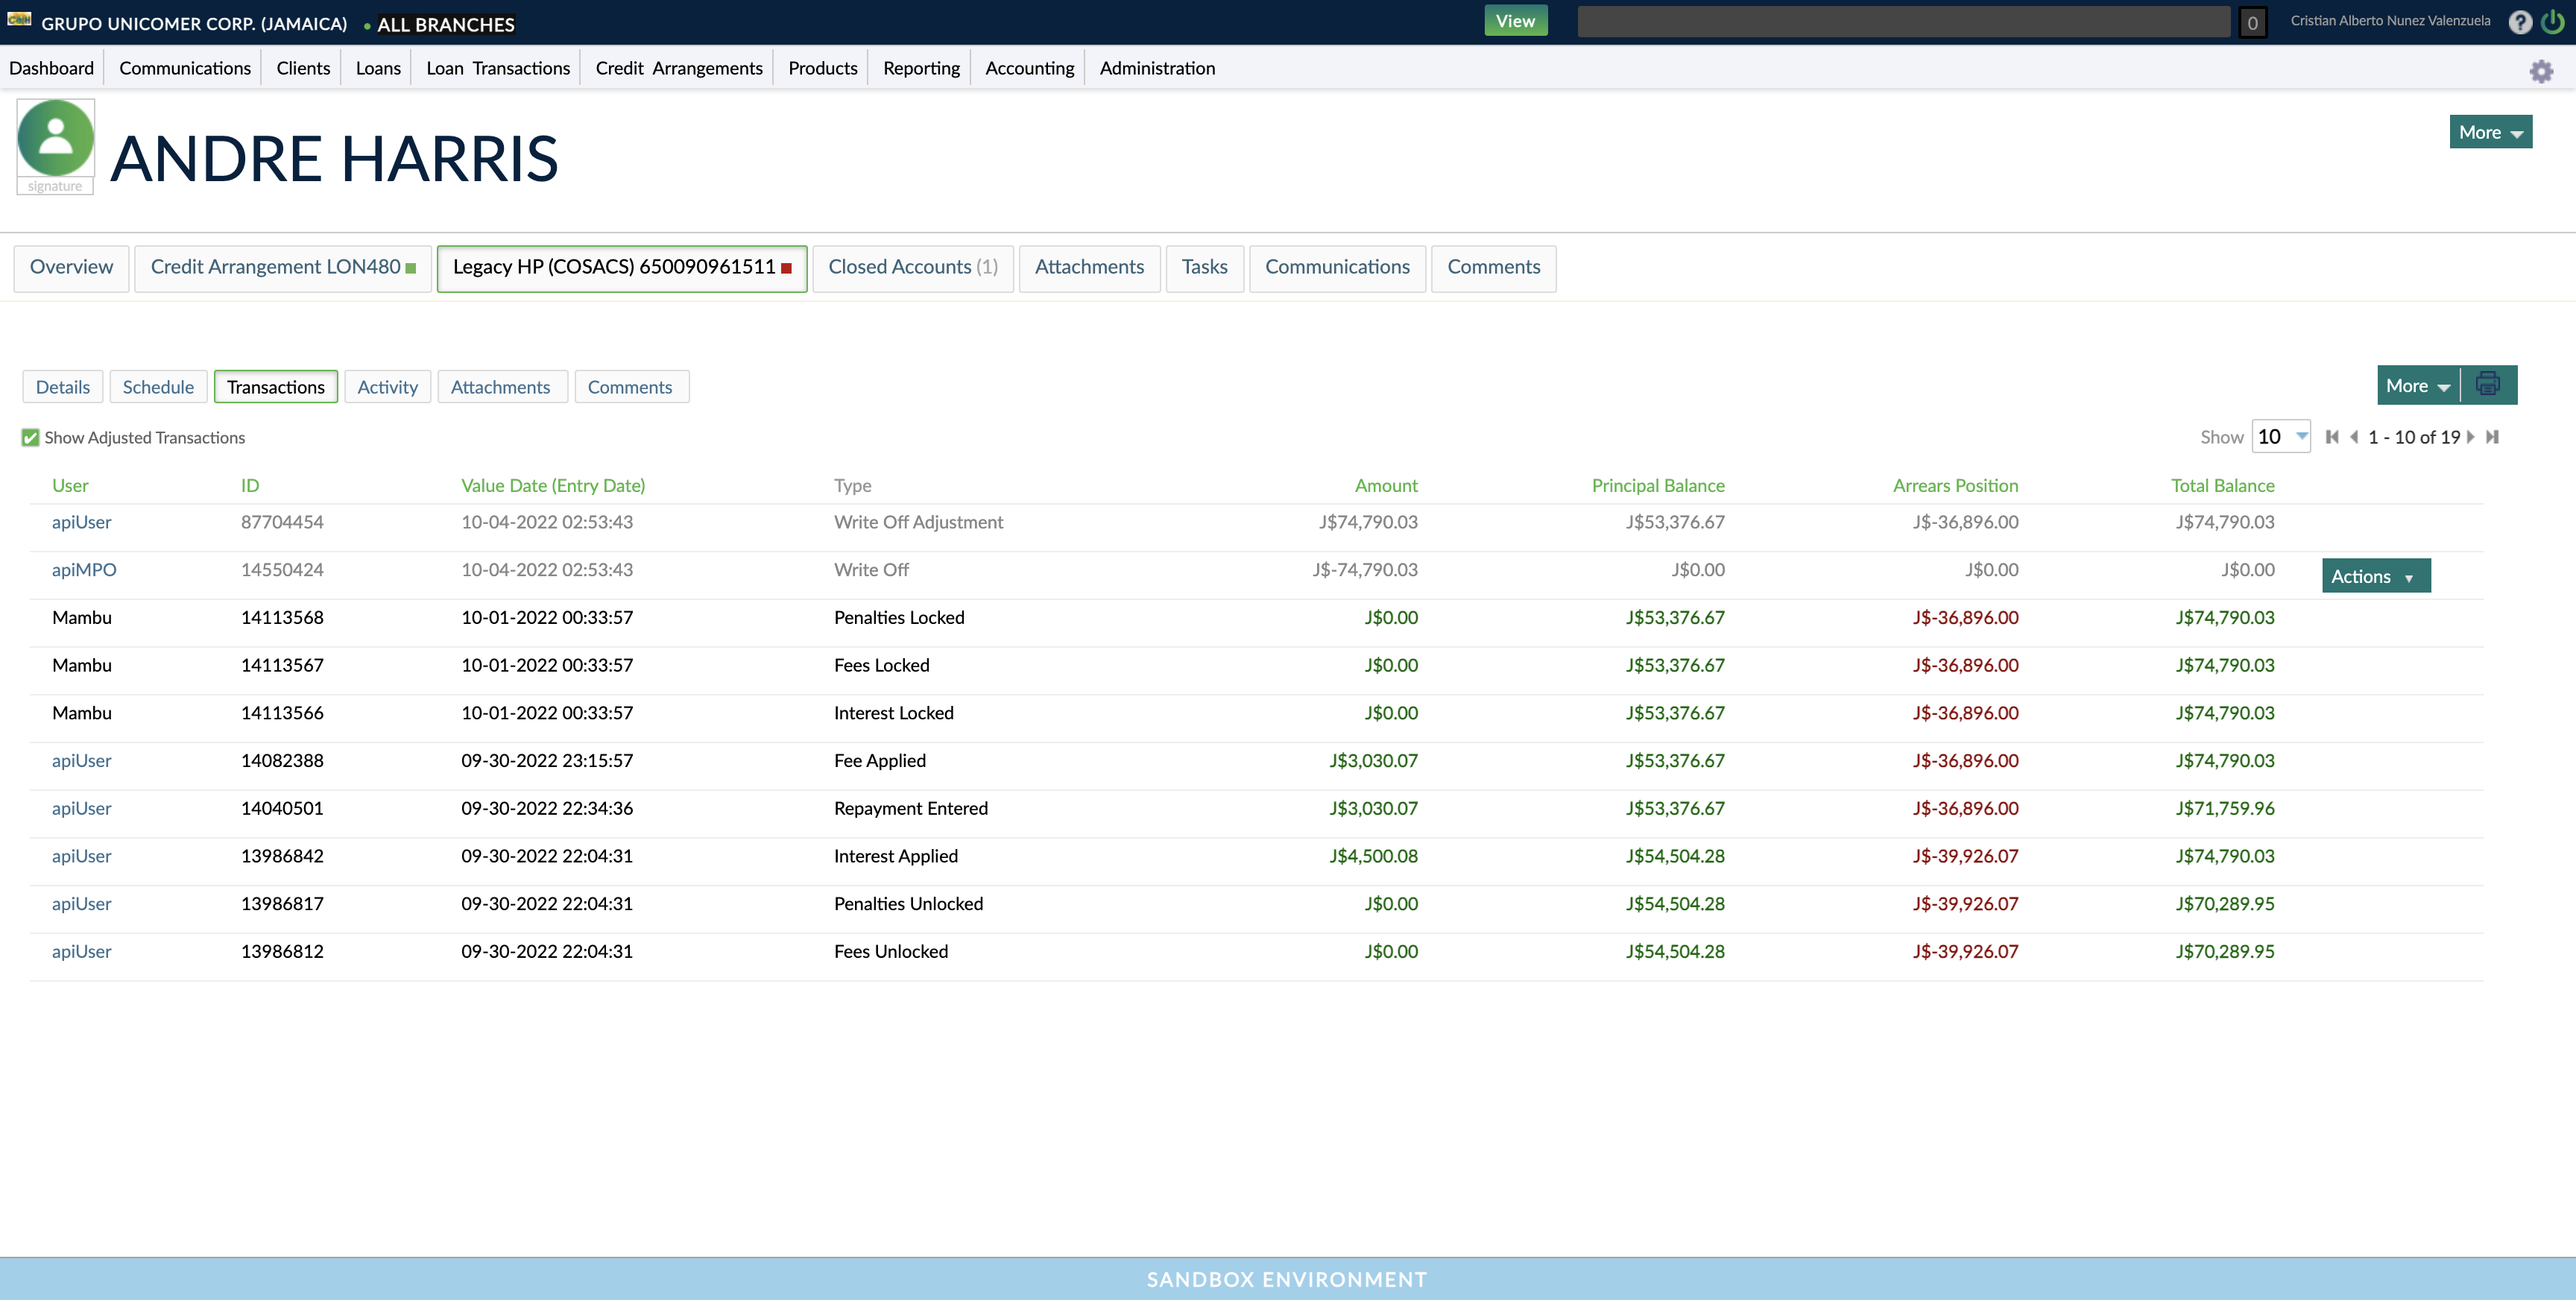 GRUPO UNICOMER CORP. (JAMAICA) • ALL BRANCHES View 0 Cristian Alberto Nunez Valenzuela ?
Dashboard Communications Clients Loans Loan Transactions Credit Arrangements Products Reporting Accounting Administration
signature
ANDRE HARRIS
More
Overview Credit Arrangement LON480 Legacy HP (COSACS) 650090961511 Closed Accounts (1) Attachments Tasks Communications Comments
Details Schedule Transactions Activity Attachments Comments More
Show Adjusted Transactions Show 10 1 - 10 of 19
User ID Value Date (Entry Date) Type Amount Principal Balance Arrears Position Total Balance
apiUser 87704454 10-04-2022 02:53:43 Write Off Adjustment J$74,790.03 J$53,376.67 J$-36,896.00 J$74,790.03
apiMPO 14550424 10-04-2022 02:53:43 Write Off J$-74,790.03 J$0.00 J$0.00 J$0.00 Actions
Mambu 14113568 10-01-2022 00:33:57 Penalties Locked J$0.00 J$53,376.67 J$-36,896.00 J$74,790.03
Mambu 14113567 10-01-2022 00:33:57 Fees Locked J$0.00 J$53,376.67 J$-36,896.00 J$74,790.03
Mambu 14113566 10-01-2022 00:33:57 Interest Locked J$0.00 J$53,376.67 J$-36,896.00 J$74,790.03
apiUser 14082388 09-30-2022 23:15:57 Fee Applied J$3,030.07 J$53,376.67 J$-36,896.00 J$74,790.03
apiUser 14040501 09-30-2022 22:34:36 Repayment Entered J$3,030.07 J$53,376.67 J$-36,896.00 J$71,759.96
apiUser 13986842 09-30-2022 22:04:31 Interest Applied J$4,500.08 J$54,504.28 J$-39,926.07 J$74,790.03
apiUser 13986817 09-30-2022 22:04:31 Penalties Unlocked J$0.00 J$54,504.28 J$-39,926.07 J$70,289.95
apiUser 13986812 09-30-2022 22:04:31 Fees Unlocked J$0.00 J$54,504.28 J$-39,926.07 J$70,289.95
SANDBOX ENVIRONMENT